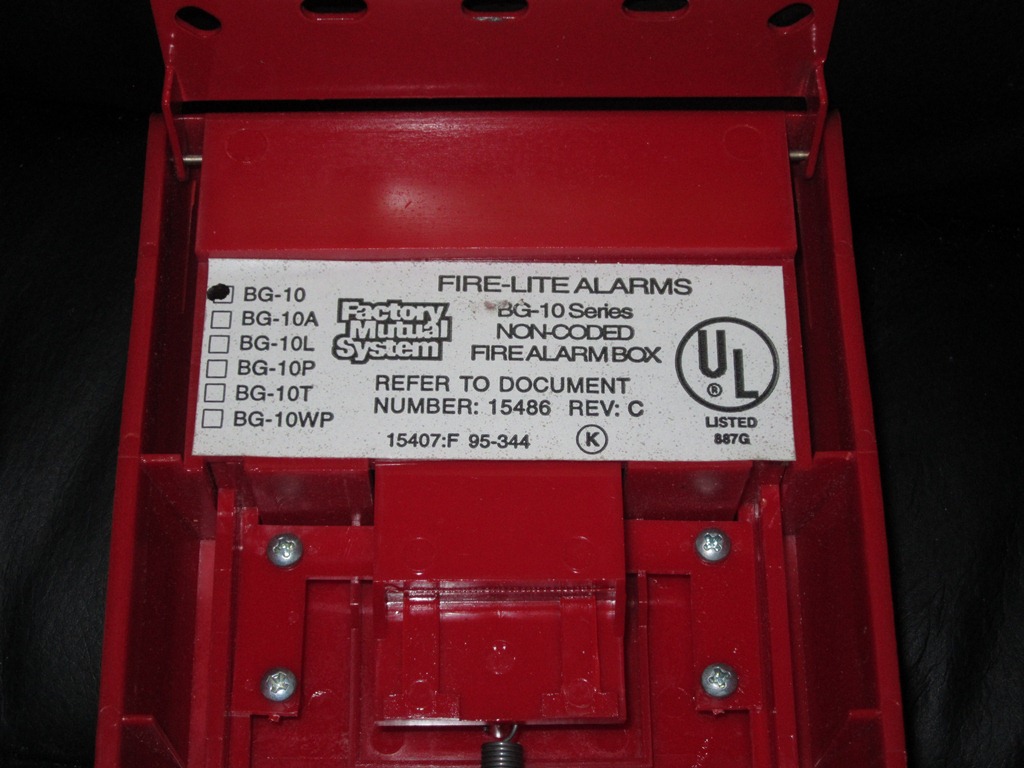 FIRE-LITE ALARMS
BG-10 Series
NON-CODED
FIRE ALARM BOX
BG-10
BG-10A
BG-10L
BG-10P
BG-10T
BG-10WP
Factory
Mutual
System
REFER TO DOCUMENT
NUMBER: 15486 REV: C
15407:F 95-344
K
UL
®
LISTED
887G